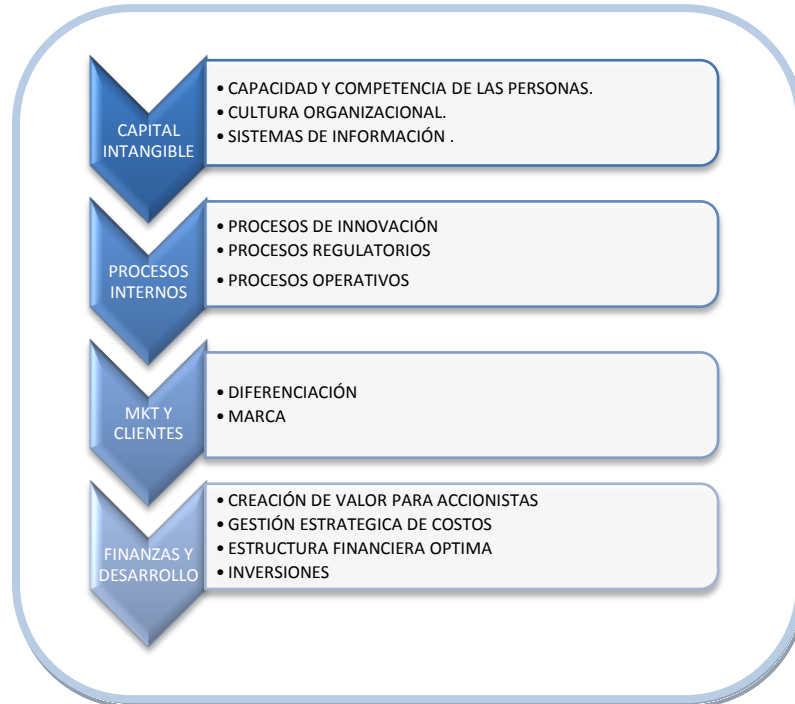 CAPITAL
INTANGIBLE
• CAPACIDAD Y COMPETENCIA DE LAS PERSONAS.
• CULTURA ORGANIZACIONAL.
• SISTEMAS DE INFORMACIÓN .
PROCESOS
INTERNOS
• PROCESOS DE INNOVACIÓN
• PROCESOS REGULATORIOS
• PROCESOS OPERATIVOS
MKT Y
CLIENTES
• DIFERENCIACIÓN
• MARCA
FINANZAS Y
DESARROLLO
• CREACIÓN DE VALOR PARA ACCIONISTAS
• GESTIÓN ESTRATEGICA DE COSTOS
• ESTRUCTURA FINANCIERA OPTIMA
• INVERSIONES